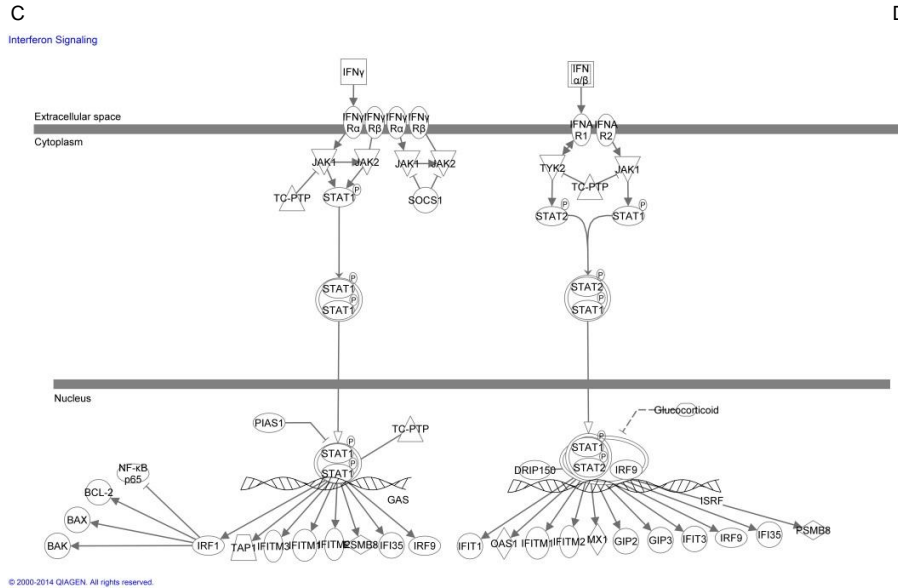 C
D
Interferon Signaling
IFNγ
IFN
α/β
Extracellular space
Cytoplasm
IFNγ
Rα
IFNγ
Rβ
IFNγ
Rα
IFNγ
Rβ
IFNA
R1
IFNA
R2
JAK1
JAK2
JAK1
JAK2
TYK2
JAK1
TC-PTP
STAT1
P
SOCS1
TC-PTP
STAT2
P
STAT1
P
STAT1
P
STAT1
P
STAT2
P
STAT1
P
Nucleus
PIAS1
TC-PTP
Glucocorticoid
STAT1
P
STAT1
P
STAT1
P
STAT2
P
DRIP150
IRF9
NF-κB
p65
BCL-2
BAX
BAK
GAS
ISRE
IRF1
TAP1
IFITM3
IFITM1
IFITM2
PSMB8
IFI35
IRF9
IFIT1
OAS1
IFITM1
IFITM2
MX1
GIP2
GIP3
IFIT3
IRF9
IFI35
PSMB8
© 2000-2014 QIAGEN. All rights reserved.